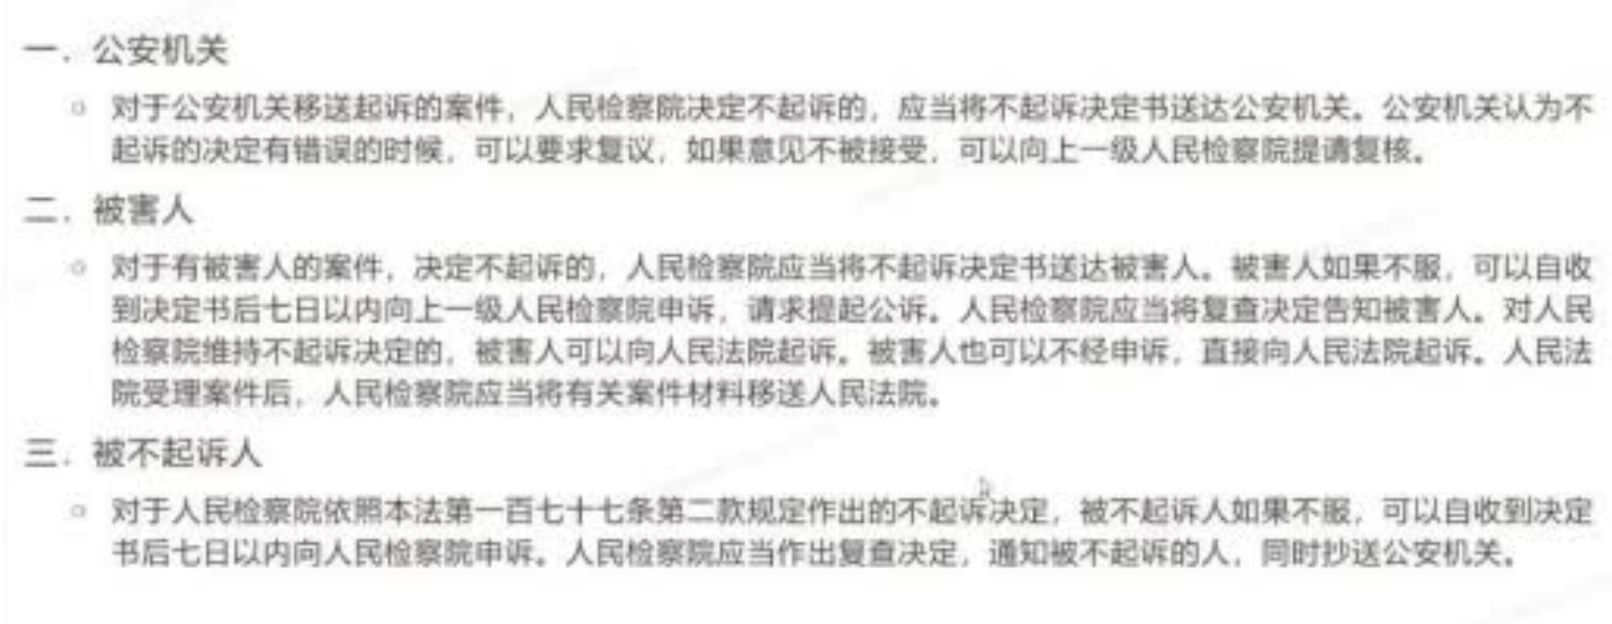 一. 公安机关
○ 对于公安机关移送起诉的案件，人民检察院决定不起诉的，应当将不起诉决定书送达公安机关。公安机关认为不
起诉的决定有错误的时候，可以要求复议，如果意见不被接受，可以向上一级人民检察院提请复核。
二. 被害人
○ 对于有被害人的案件，决定不起诉的，人民检察院应当将不起诉决定书送达被害人。被害人如果不服，可以自收
到决定书后七日以内向上一级人民检察院申诉，请求提起公诉。人民检察院应当将复查决定告知被害人。对人民
检察院维持不起诉决定的，被害人可以向人民法院起诉。被害人也可以不经申诉，直接向人民法院起诉。人民法
院受理案件后，人民检察院应当将有关案件材料移送人民法院。
三. 被不起诉人
○ 对于人民检察院依照本法第一百七十七条第二款规定作出的不起诉决定，被不起诉人如果不服，可以自收到决定
书后七日以内向人民检察院申诉。人民检察院应当作出复查决定，通知被不起诉的人，同时抄送公安机关。